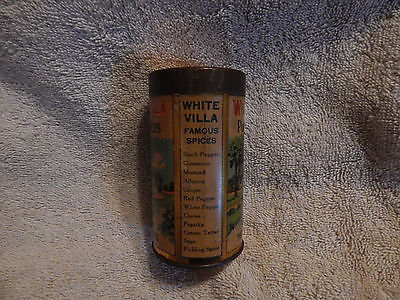 WHITE
VILLA
FAMOUS
SPICES
Black Pepper
Cinnamon
Mustard
Allspice
Ginger
Red Pepper
White Pepper
Cloves
Paprika
Cream Tartar
Sage
Pickling Spice